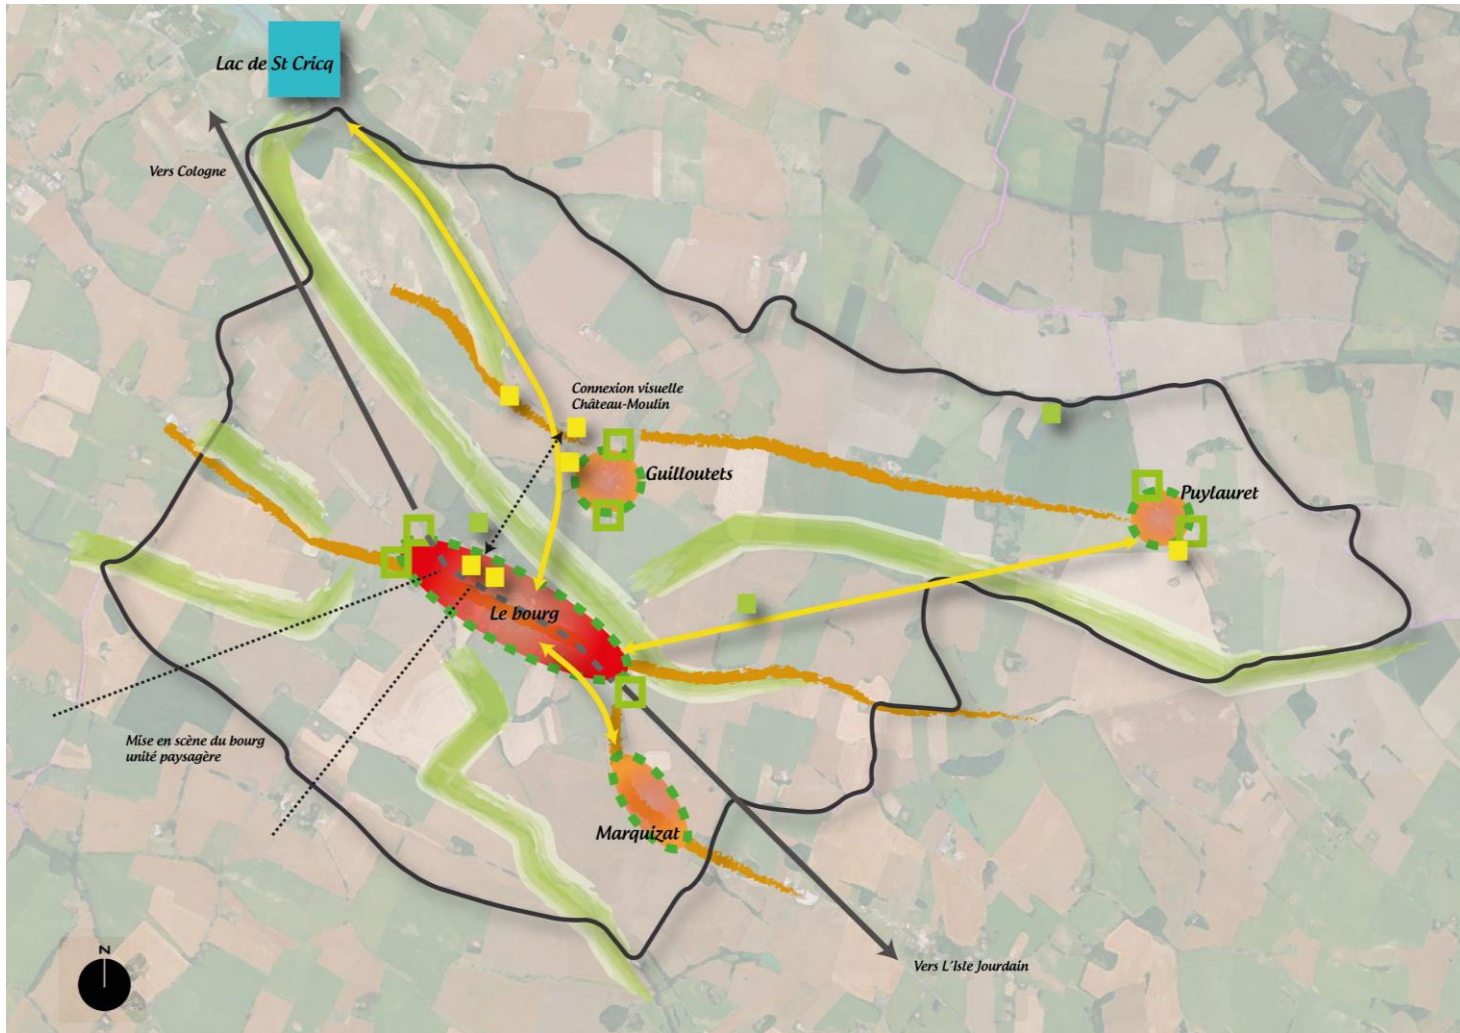 Lac de St Cricq
Vers Cologne
Connexion visuelle
Château-Moulin
Guilloutets
Puylauret
Le bourg
Mise en scène du bourg
unité paysagère
Marquizat
Vers L'Isle Jourdain
N